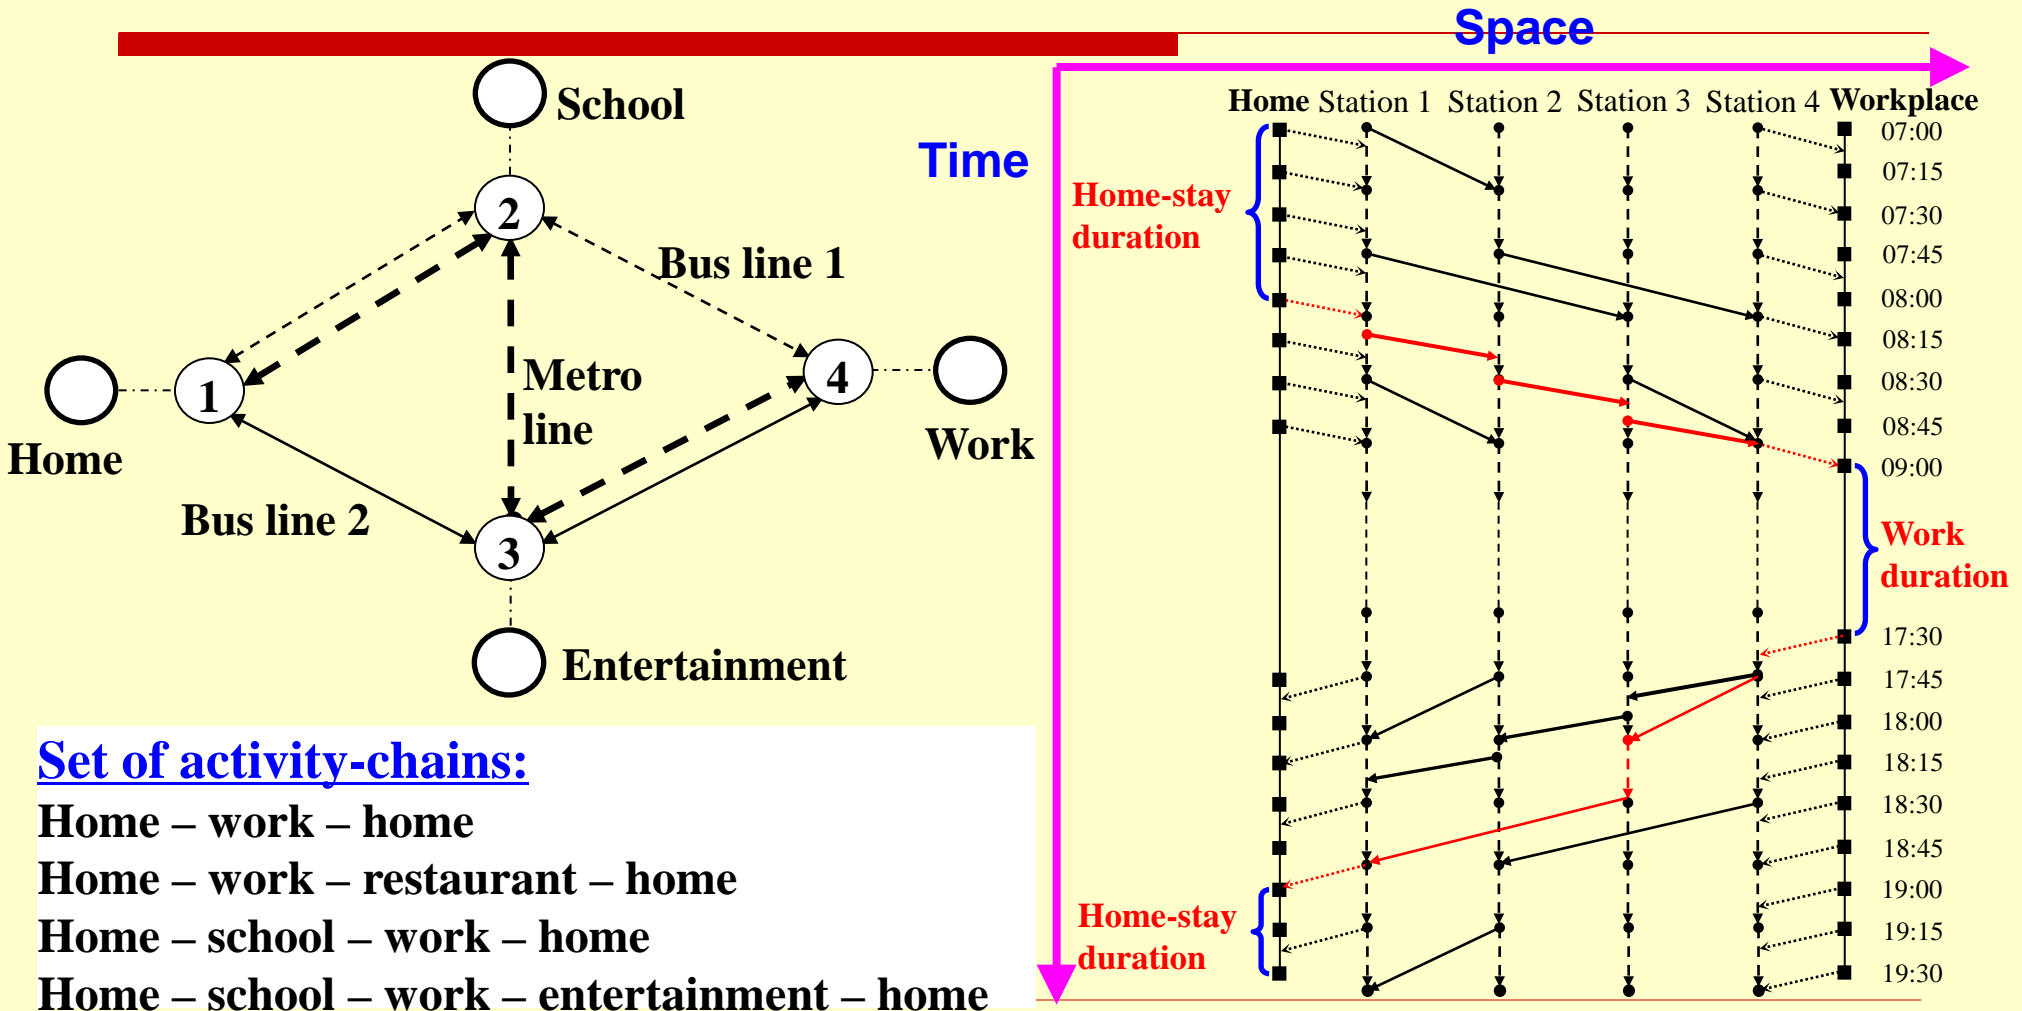 Space
School
2
Bus line 1
Metro
line
1
4
Home
Work
Bus line 2
3
Entertainment
Set of activity-chains:
Home – work – home
Home – work – restaurant – home
Home – school – work – home
Home – school – work – entertainment – home
Time
Home Station 1 Station 2 Station 3 Station 4 Workplace
Home-stay
duration
07:00
07:15
07:30
07:45
08:00
08:15
08:30
08:45
09:00
Work
duration
17:30
17:45
18:00
18:15
18:30
18:45
19:00
19:15
19:30
Home-stay
duration